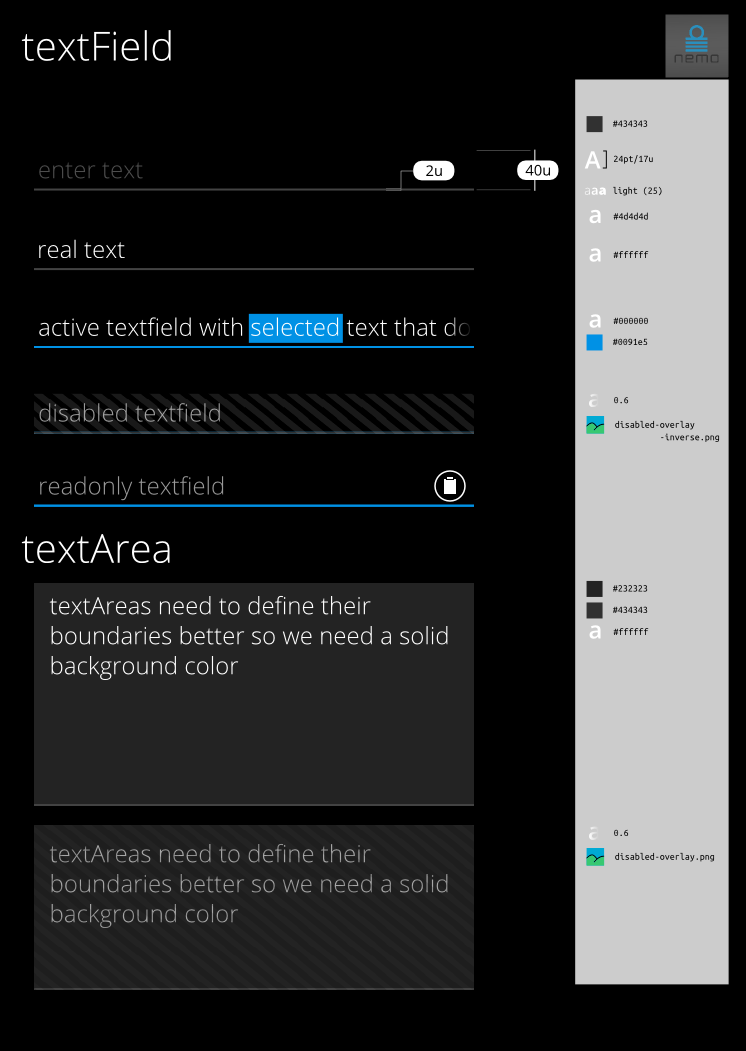 textField
nemo
#434343
24pt/17u
enter text
2u
40u
light (25)
#4d4d4d
real text
#ffffff
active textfield with selected text that do
#000000
#0091e5
disabled textfield
0.6
disabled-overlay
-inverse.png
readonly textfield
textArea
textAreas need to define their
boundaries better so we need a solid
background color
#232323
#434343
#ffffff
textAreas need to define their
boundaries better so we need a solid
background color
0.6
disabled-overlay.png
A
aaa
a
a
a
a
a
a